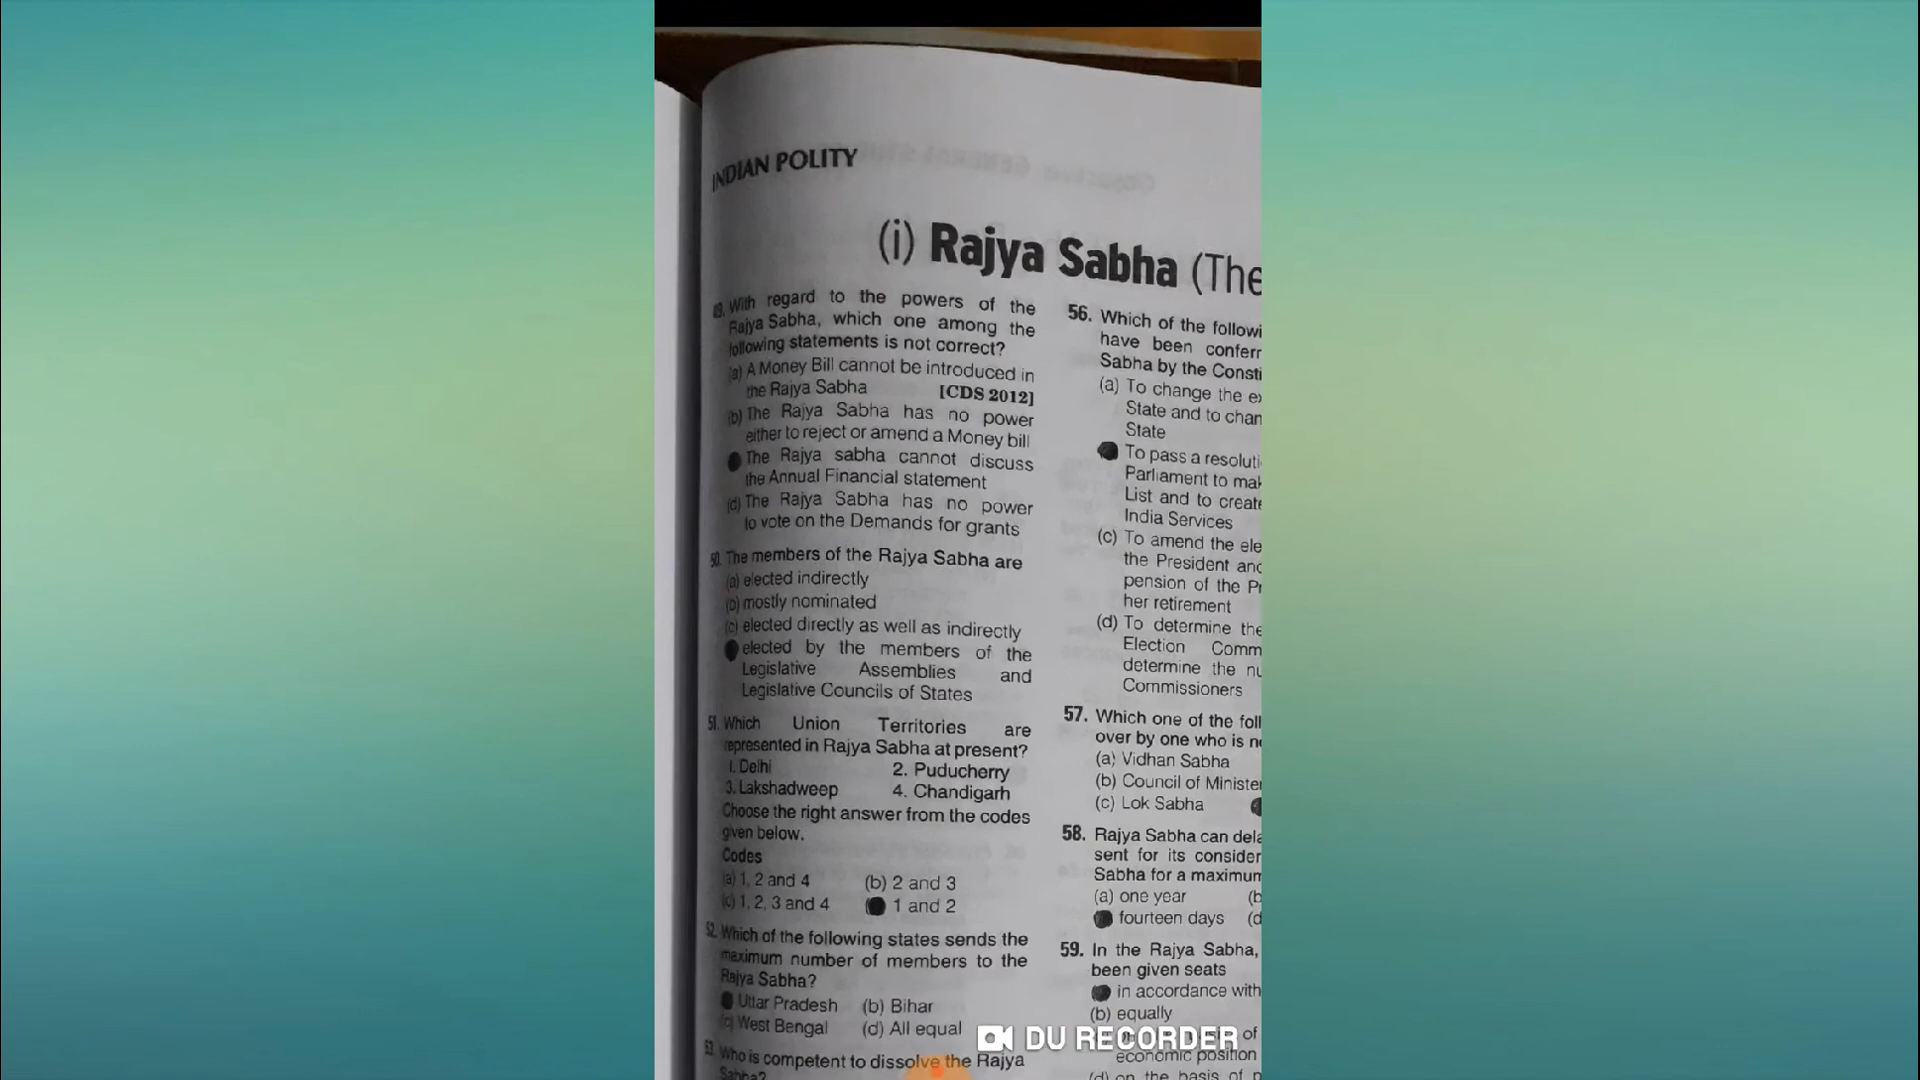 INDIAN POLITY
(i) Rajya Sabha (The
49. With regard to the powers of the
Rajya Sabha, which one among the
following statements is not correct?
(a) A Money Bill cannot be introduced in
the Rajya Sabha [CDS 2012]
(b) The Rajya Sabha has no power
either to reject or amend a Money bill
The Rajya sabha cannot discuss
the Annual Financial statement
(d) The Rajya Sabha has no power
to vote on the Demands for grants
50. The members of the Rajya Sabha are
(a) elected indirectly
(b) mostly nominated
(c) elected directly as well as indirectly
elected by the members of the
Legislative Assemblies and
Legislative Councils of States
51. Which Union Territories are
represented in Rajya Sabha at present?
1. Delhi 2. Puducherry
3. Lakshadweep 4. Chandigarh
Choose the right answer from the codes
given below.
Codes
(a) 1, 2 and 4 (b) 2 and 3
(c) 1, 2, 3 and 4 1 and 2
52. Which of the following states sends the
maximum number of members to the
Rajya Sabha?
Uttar Pradesh (b) Bihar
(c) West Bengal (d) All equal
53. Who is competent to dissolve the Rajya
Sabha?
56. Which of the followi
have been conferr
Sabha by the Consti
(a) To change the ex
State and to chan
State
To pass a resoluti
Parliament to mak
List and to create
India Services
(c) To amend the ele
the President and
pension of the Pr
her retirement
(d) To determine the
Election Comm
determine the nu
Commissioners
57. Which one of the foll
over by one who is n
(a) Vidhan Sabha
(b) Council of Minister
(c) Lok Sabha
58. Rajya Sabha can dela
sent for its consider
Sabha for a maximum
(a) one year (b
fourteen days (d
59. In the Rajya Sabha,
been given seats
in accordance with
(b) equally
of
economic position
(d) on the basis of p
DU RECORDER